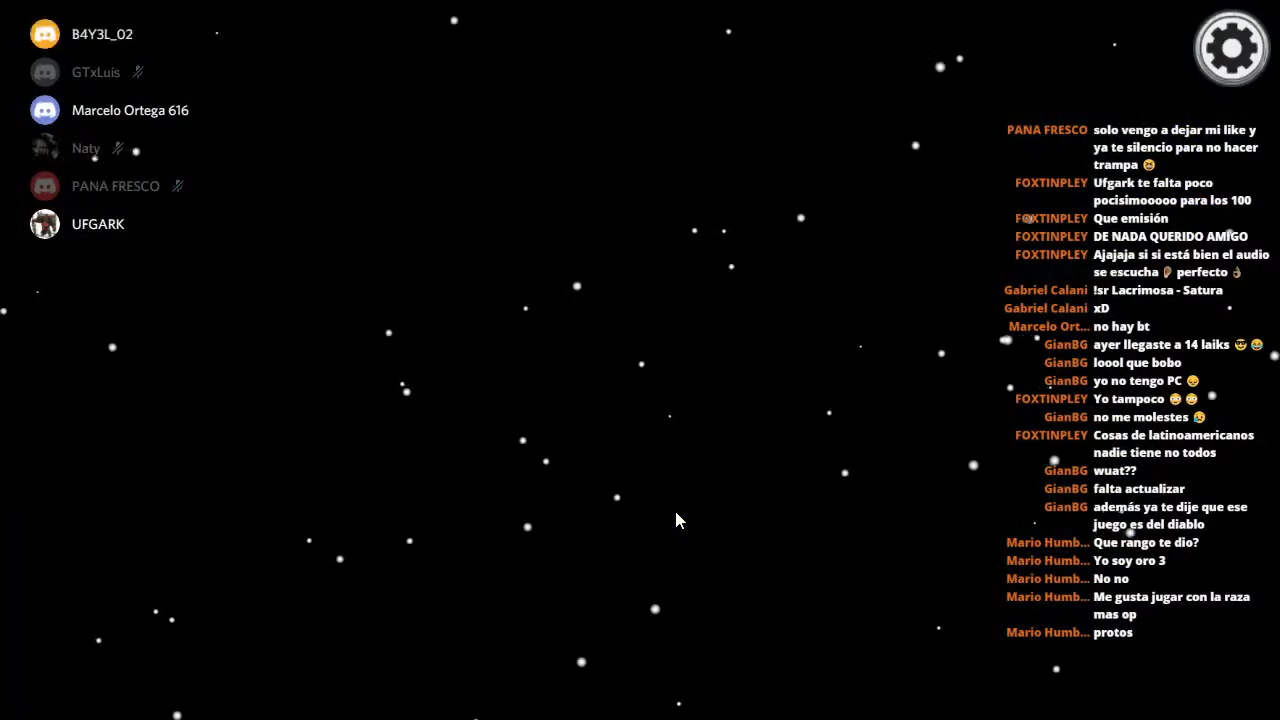 B4Y3L_02
GTxLuis
Marcelo Ortega 616
Naty
PANA FRESCO
UFGARK
PANA FRESCO solo vengo a dejar mi like y
ya te silencio para no hacer
trampa 😆
FOXTINPLEY Ufgark te falta poco
pocisimooooo para los 100
FOXTINPLEY Que emisión
FOXTINPLEY DE NADA QUERIDO AMIGO
FOXTINPLEY Ajajaja si si está bien el audio
se escucha 👂🏽 perfecto 👌🏽
Gabriel Calani !sr Lacrimosa - Satura
Gabriel Calani xD
Marcelo Ort... no hay bt
GianBG ayer llegaste a 14 laiks 😎 😂
GianBG loool que bobo
GianBG yo no tengo PC 😔
FOXTINPLEY Yo tampoco 😳 😳
GianBG no me molestes 😥
FOXTINPLEY Cosas de latinoamericanos
nadie tiene no todos
GianBG wuat??
GianBG falta actualizar
GianBG además ya te dije que ese
juego es del diablo
Mario Humb... Que rango te dio?
Mario Humb... Yo soy oro 3
Mario Humb... No no
Mario Humb... Me gusta jugar con la raza
mas op
Mario Humb... protos